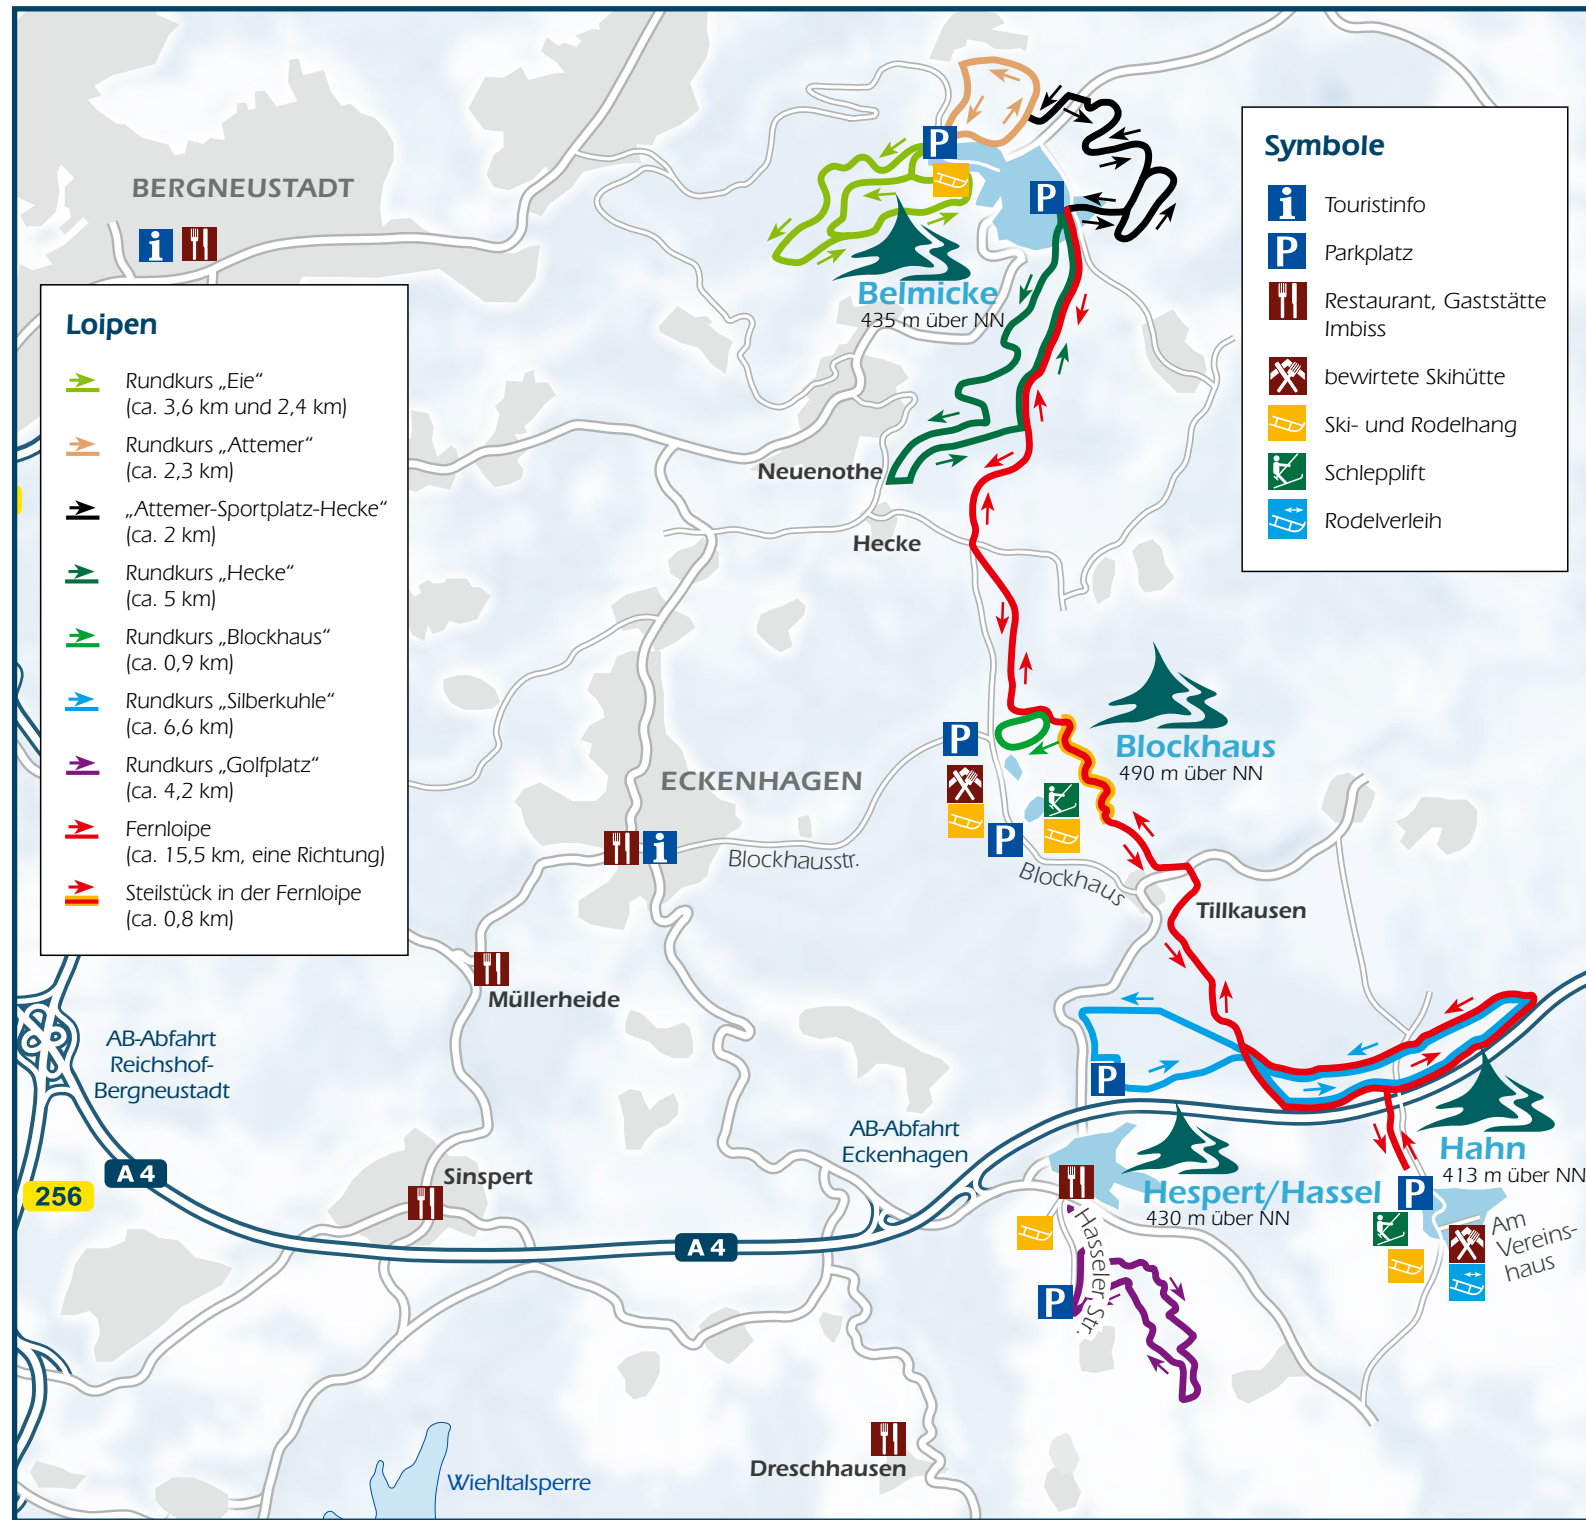 BERGNEUSTADT
i
Loipen
Rundkurs „Eie“
(ca. 3,6 km und 2,4 km)
Rundkurs „Attemer“
(ca. 2,3 km)
„Attemer-Sportplatz-Hecke“
(ca. 2 km)
Rundkurs „Hecke“
(ca. 5 km)
Rundkurs „Blockhaus“
(ca. 0,9 km)
Rundkurs „Silberkuhle“
(ca. 6,6 km)
Rundkurs „Golfplatz“
(ca. 4,2 km)
Fernloipe
(ca. 15,5 km, eine Richtung)
Steilstück in der Fernloipe
(ca. 0,8 km)
Symbole
i Touristinfo
P Parkplatz
Restaurant, Gaststätte
Imbiss
bewirtete Skihütte
Ski- und Rodelhang
Schlepplift
Rodelverleih
P
P
Belmicke
435 m über NN
Neuenothe
Hecke
Blockhaus
490 m über NN
P
P
ECKENHAGEN
i
Blockhausstr.
Blockhaus
Tillkausen
Müllerheide
AB-Abfahrt
Reichshof-
Bergneustadt
P
AB-Abfahrt
Eckenhagen
A 4
256
Sinspert
A 4
Hespert/Hassel
430 m über NN
Hahn
413 m über NN
P
Am
Vereins-
haus
Hasseler Str.
P
Dreschhausen
Wiehltalsperre